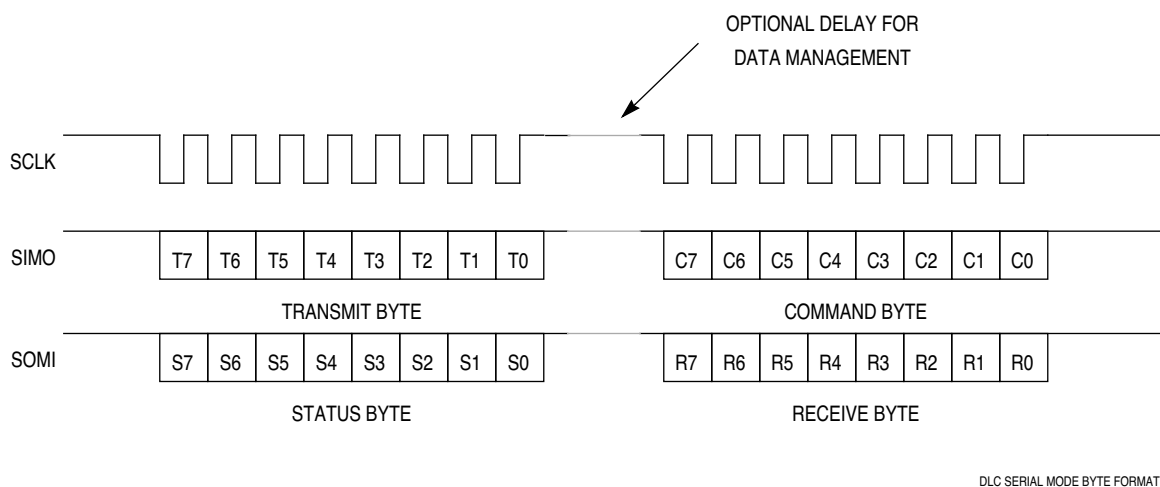 OPTIONAL DELAY FOR
DATA MANAGEMENT
SCLK
SIMO
T7 T6 T5 T4 T3 T2 T1 T0
C7 C6 C5 C4 C3 C2 C1 C0
TRANSMIT BYTE
COMMAND BYTE
SOMI
S7 S6 S5 S4 S3 S2 S1 S0
R7 R6 R5 R4 R3 R2 R1 R0
STATUS BYTE
RECEIVE BYTE
DLC SERIAL MODE BYTE FORMAT